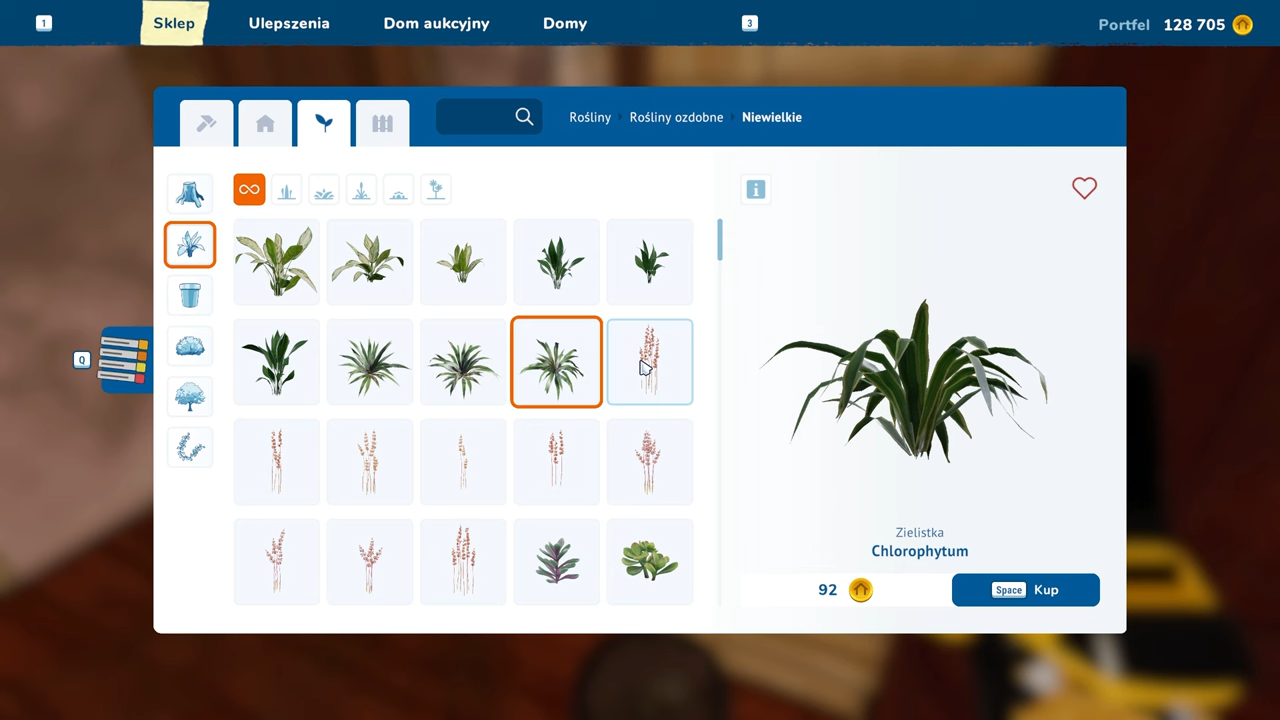 1 Sklep Ulepszenia Dom aukcyjny Domy 3 Portfel 128 705
Rośliny Rośliny ozdobne Niewielkie
Q
Zielistka
Chlorophytum
92 Space Kup